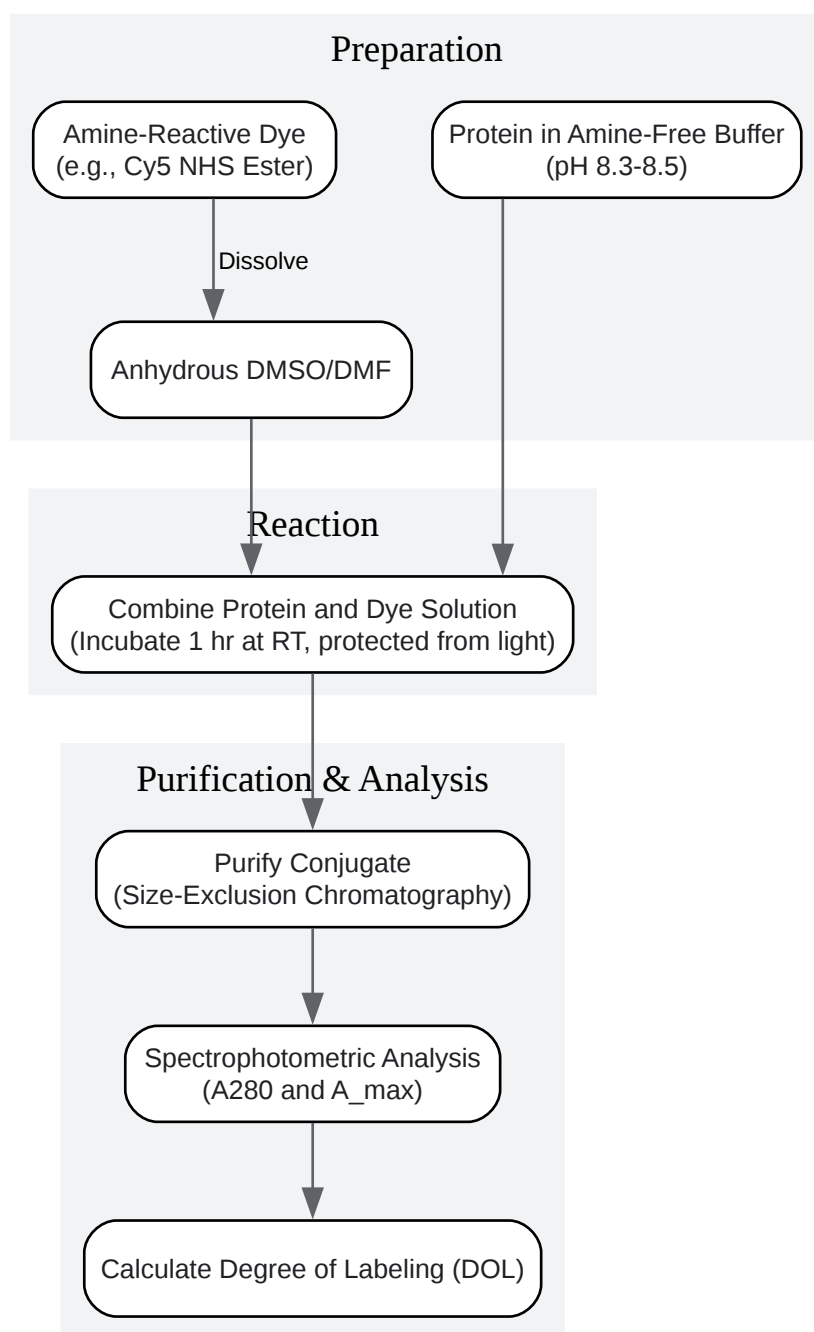 Preparation
Amine-Reactive Dye
(e.g., Cy5 NHS Ester)
Protein in Amine-Free Buffer
(pH 8.3-8.5)
Dissolve
Anhydrous DMSO/DMF
Reaction
Combine Protein and Dye Solution
(Incubate 1 hr at RT, protected from light)
Purification & Analysis
Purify Conjugate
(Size-Exclusion Chromatography)
Spectrophotometric Analysis
(A280 and A_max)
Calculate Degree of Labeling (DOL)